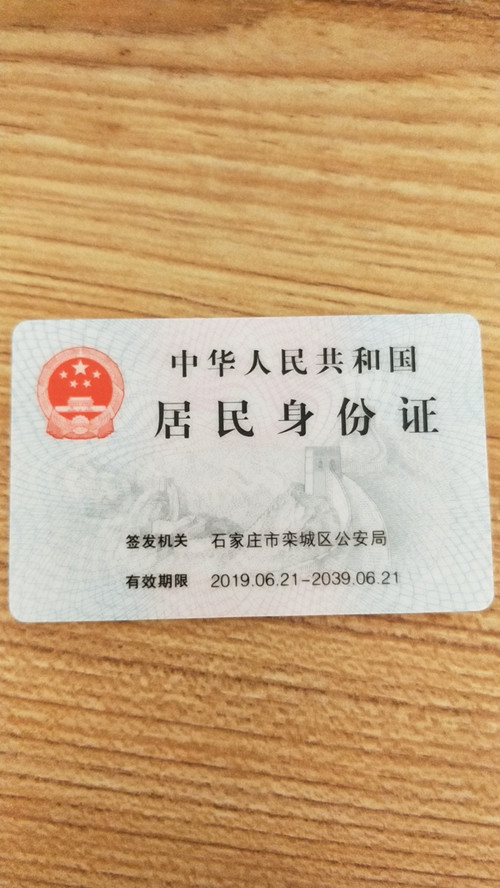 中华人民共和国
居民身份证
签发机关 石家庄市栾城区公安局
有效期限 2019.06.21-2039.06.21